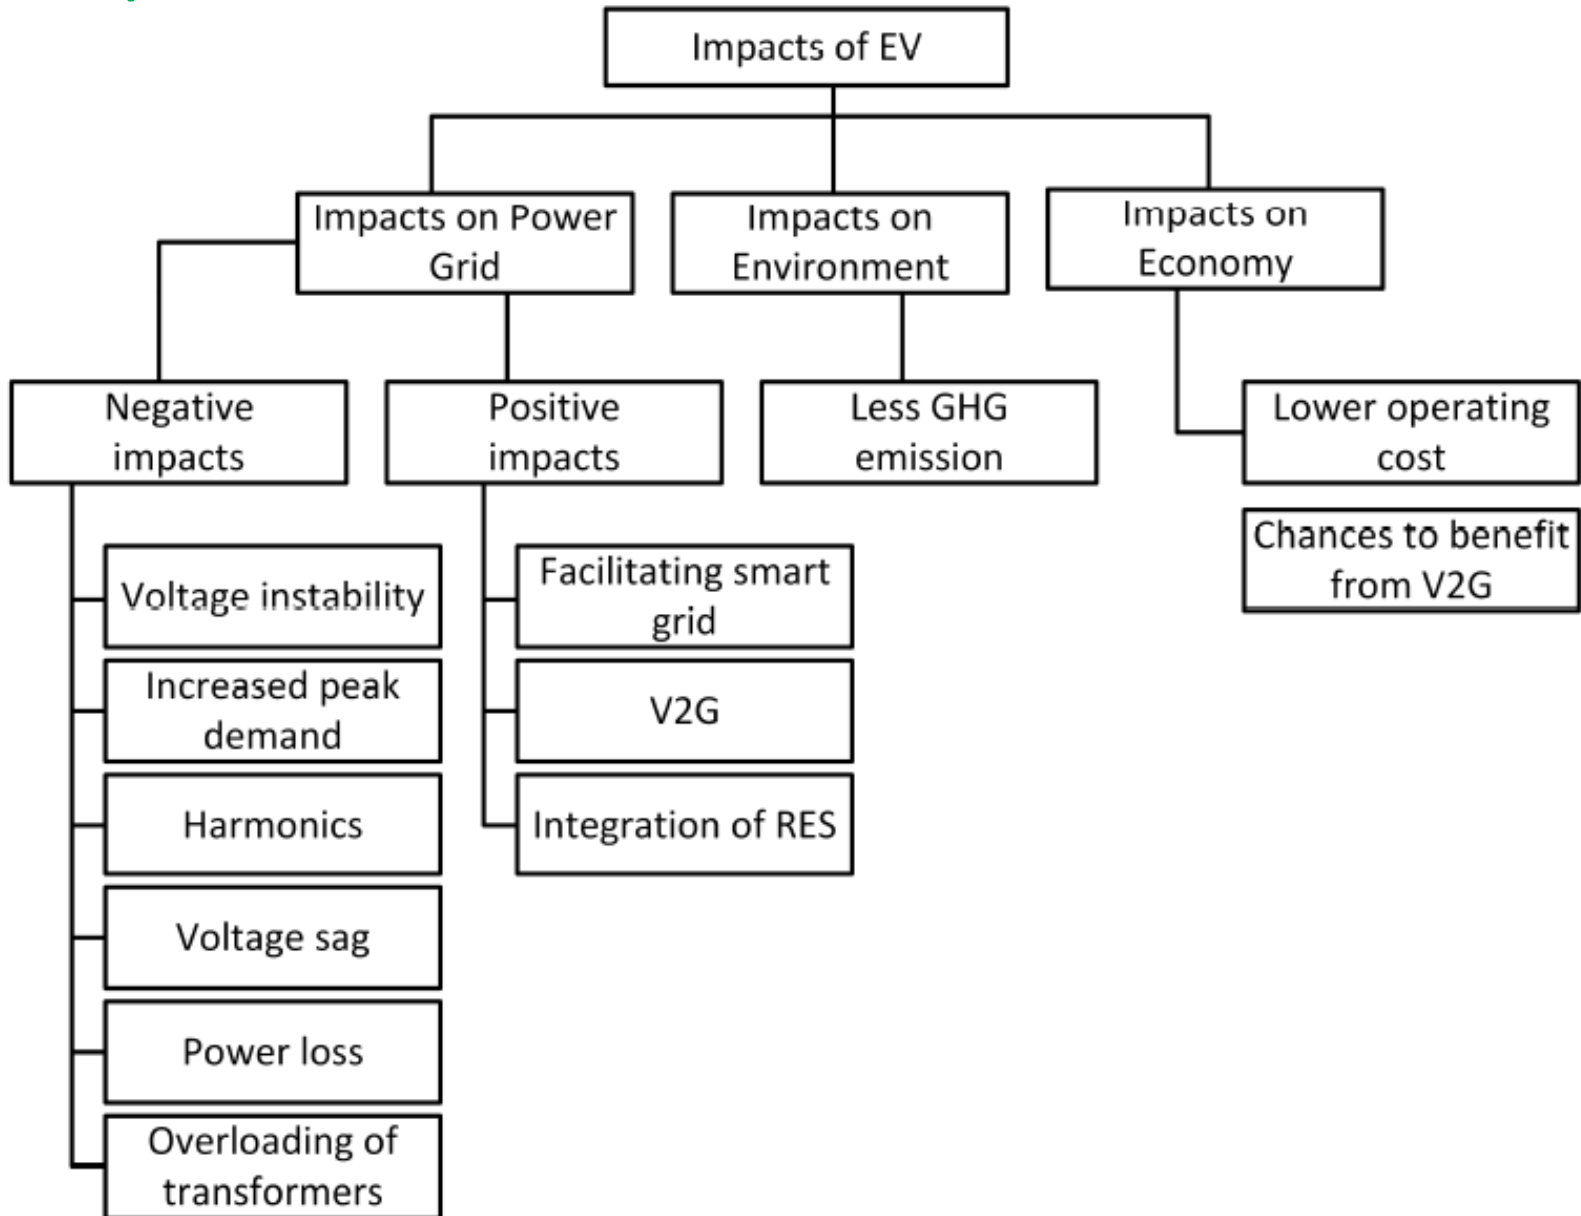 Impacts of EV
Impacts on Power
Grid
Impacts on
Environment
Impacts on
Economy
Negative
impacts
Positive
impacts
Less GHG
emission
Lower operating
cost
Chances to benefit
from V2G
Voltage instability
Increased peak
demand
Harmonics
Voltage sag
Power loss
Overloading of
transformers
Facilitating smart
grid
V2G
Integration of RES